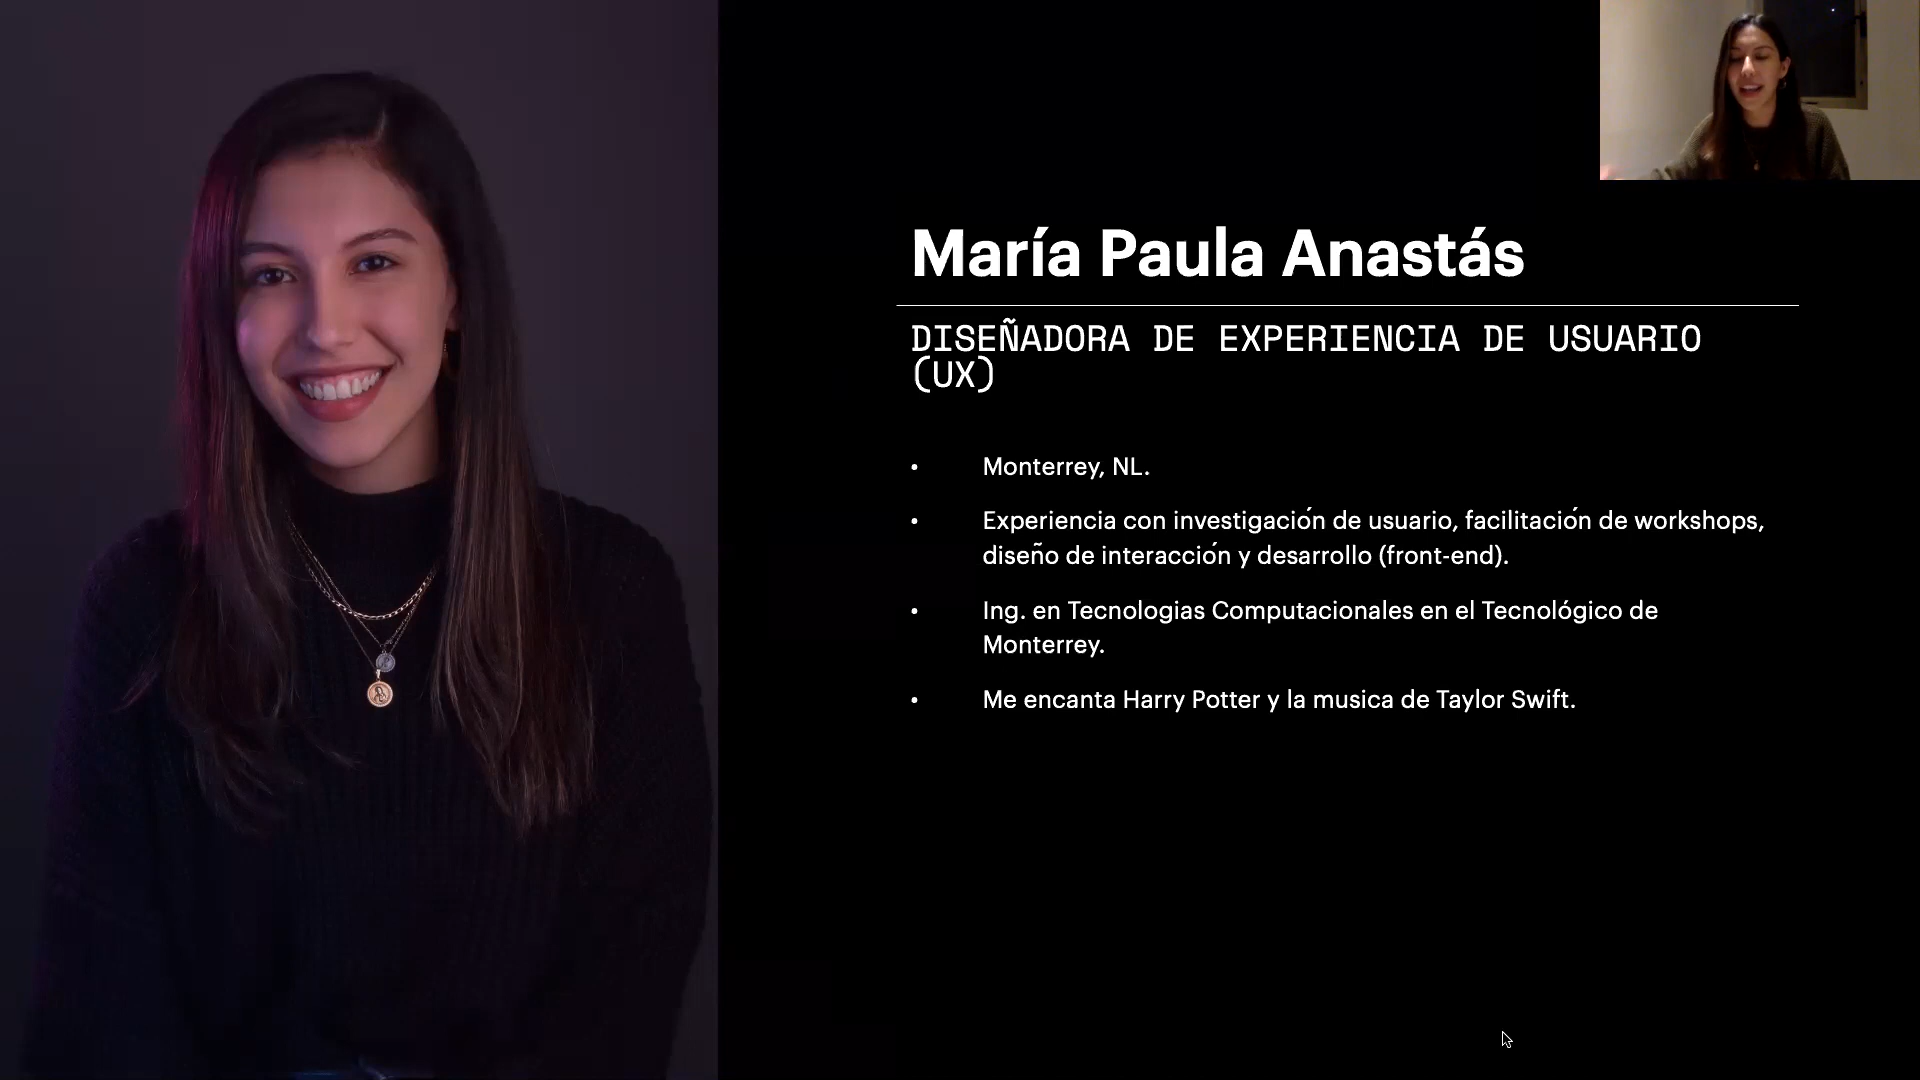 María Paula Anastás
DISEÑADORA DE EXPERIENCIA DE USUARIO
(UX)
• Monterrey, NL.
• Experiencia con investigación de usuario, facilitación de workshops,
diseño de interacción y desarrollo (front-end).
• Ing. en Tecnologias Computacionales en el Tecnológico de
Monterrey.
• Me encanta Harry Potter y la musica de Taylor Swift.